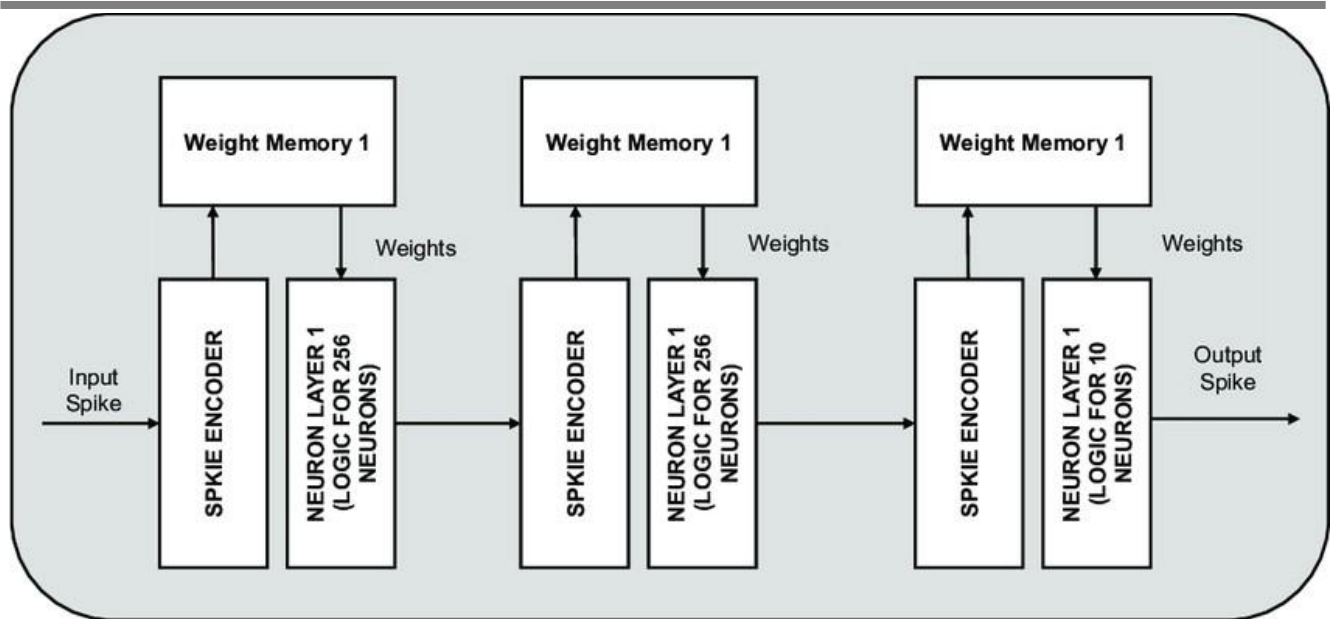 Weight Memory 1
Weight Memory 1
Weight Memory 1
Weights
Weights
Weights
Input
Spike
SPKIE ENCODER
NEURON LAYER 1
(LOGIC FOR 256
NEURONS)
SPKIE ENCODER
NEURON LAYER 1
(LOGIC FOR 256
NEURONS)
SPKIE ENCODER
NEURON LAYER 1
(LOGIC FOR 10
NEURONS)
Output
Spike